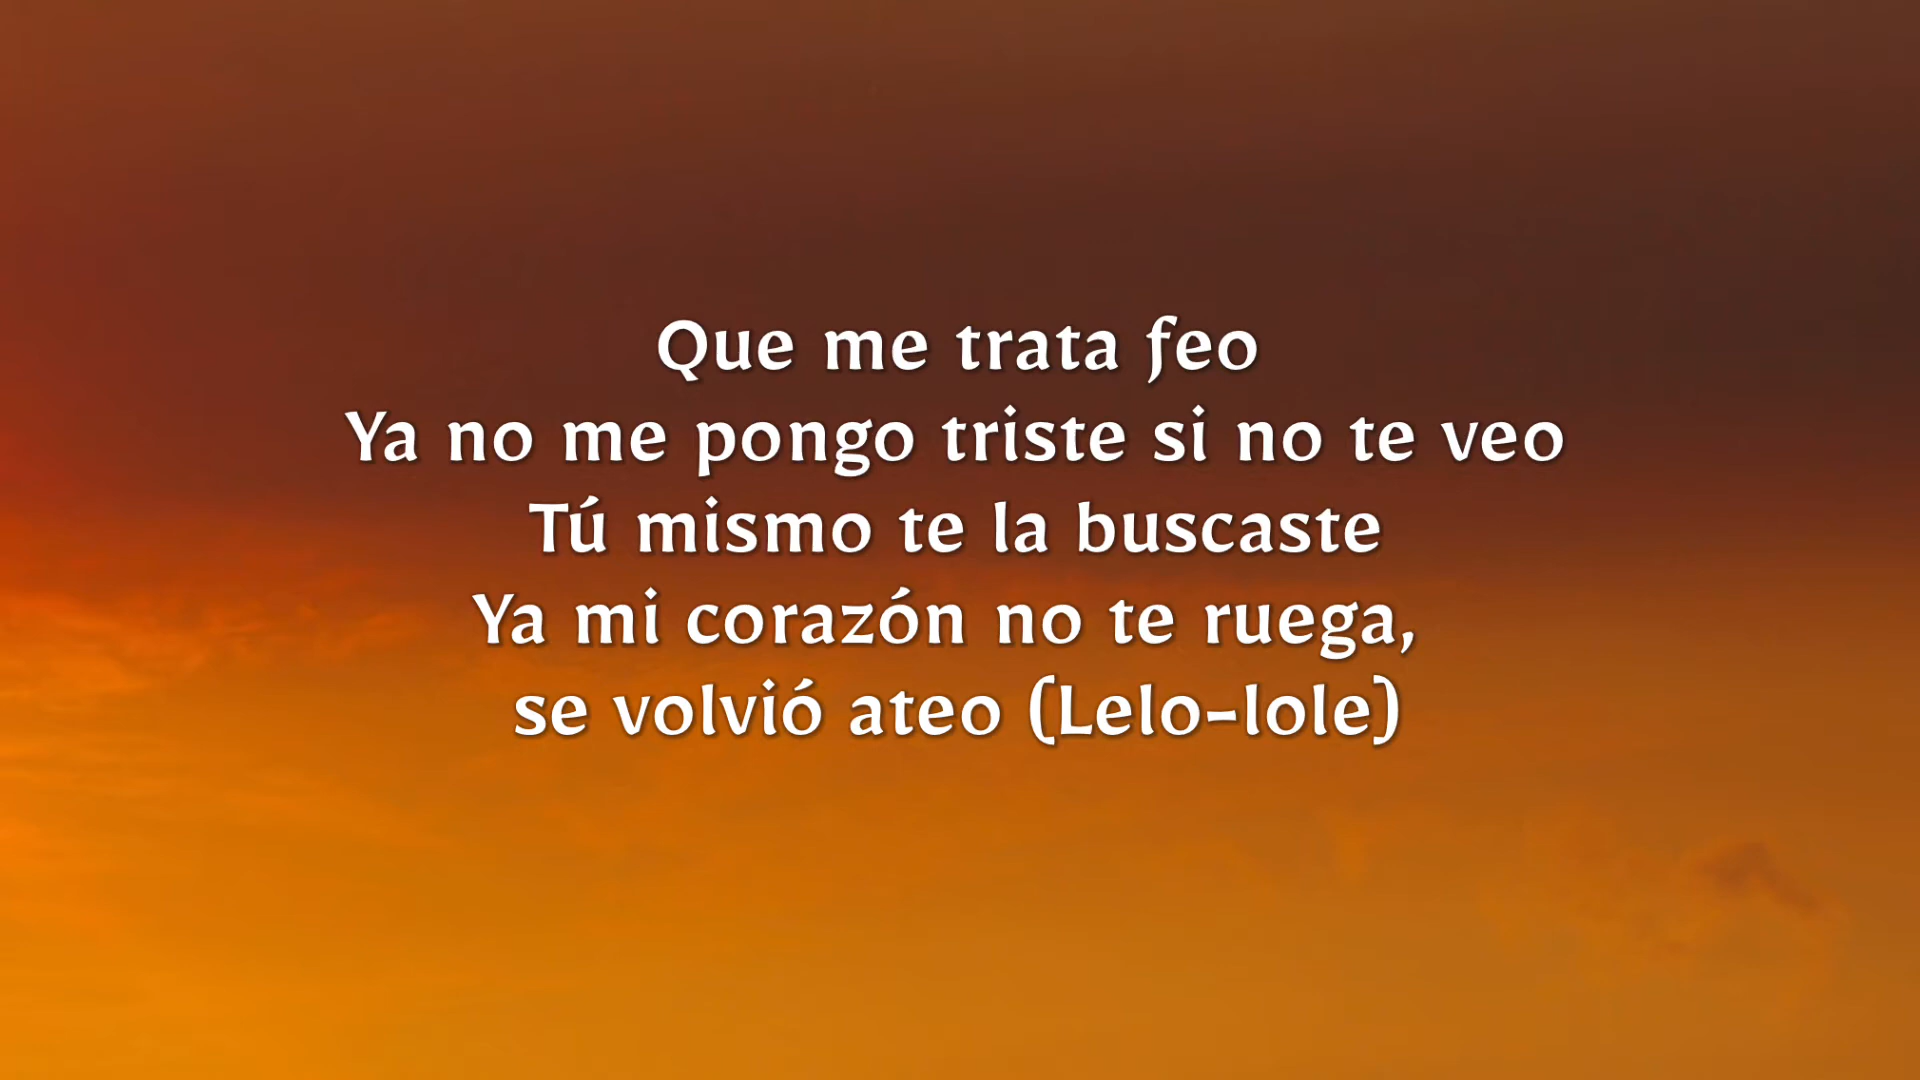 Que me trata feo
Ya no me pongo triste si no te veo
Tú mismo te la buscaste
Ya mi corazón no te ruega,
se volvió ateo (Lelo-lole)